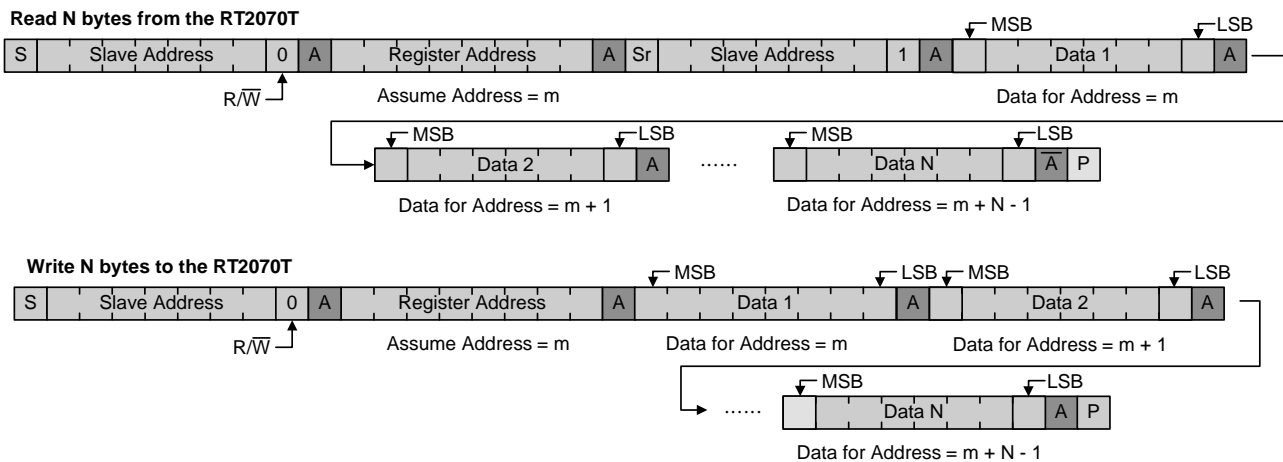 Read N bytes from the RT2070T
MSB LSB
S Slave Address 0 A Register Address A Sr Slave Address 1 A Data 1 A
R/W̅ Assume Address = m Data for Address = m
MSB LSB MSB LSB
Data 2 A ...... Data N A̅ P
Data for Address = m + 1 Data for Address = m + N - 1
Write N bytes to the RT2070T
MSB LSB MSB LSB
S Slave Address 0 A Register Address A Data 1 A Data 2 A
R/W̅ Assume Address = m Data for Address = m Data for Address = m + 1
MSB LSB
...... Data N A P
Data for Address = m + N - 1